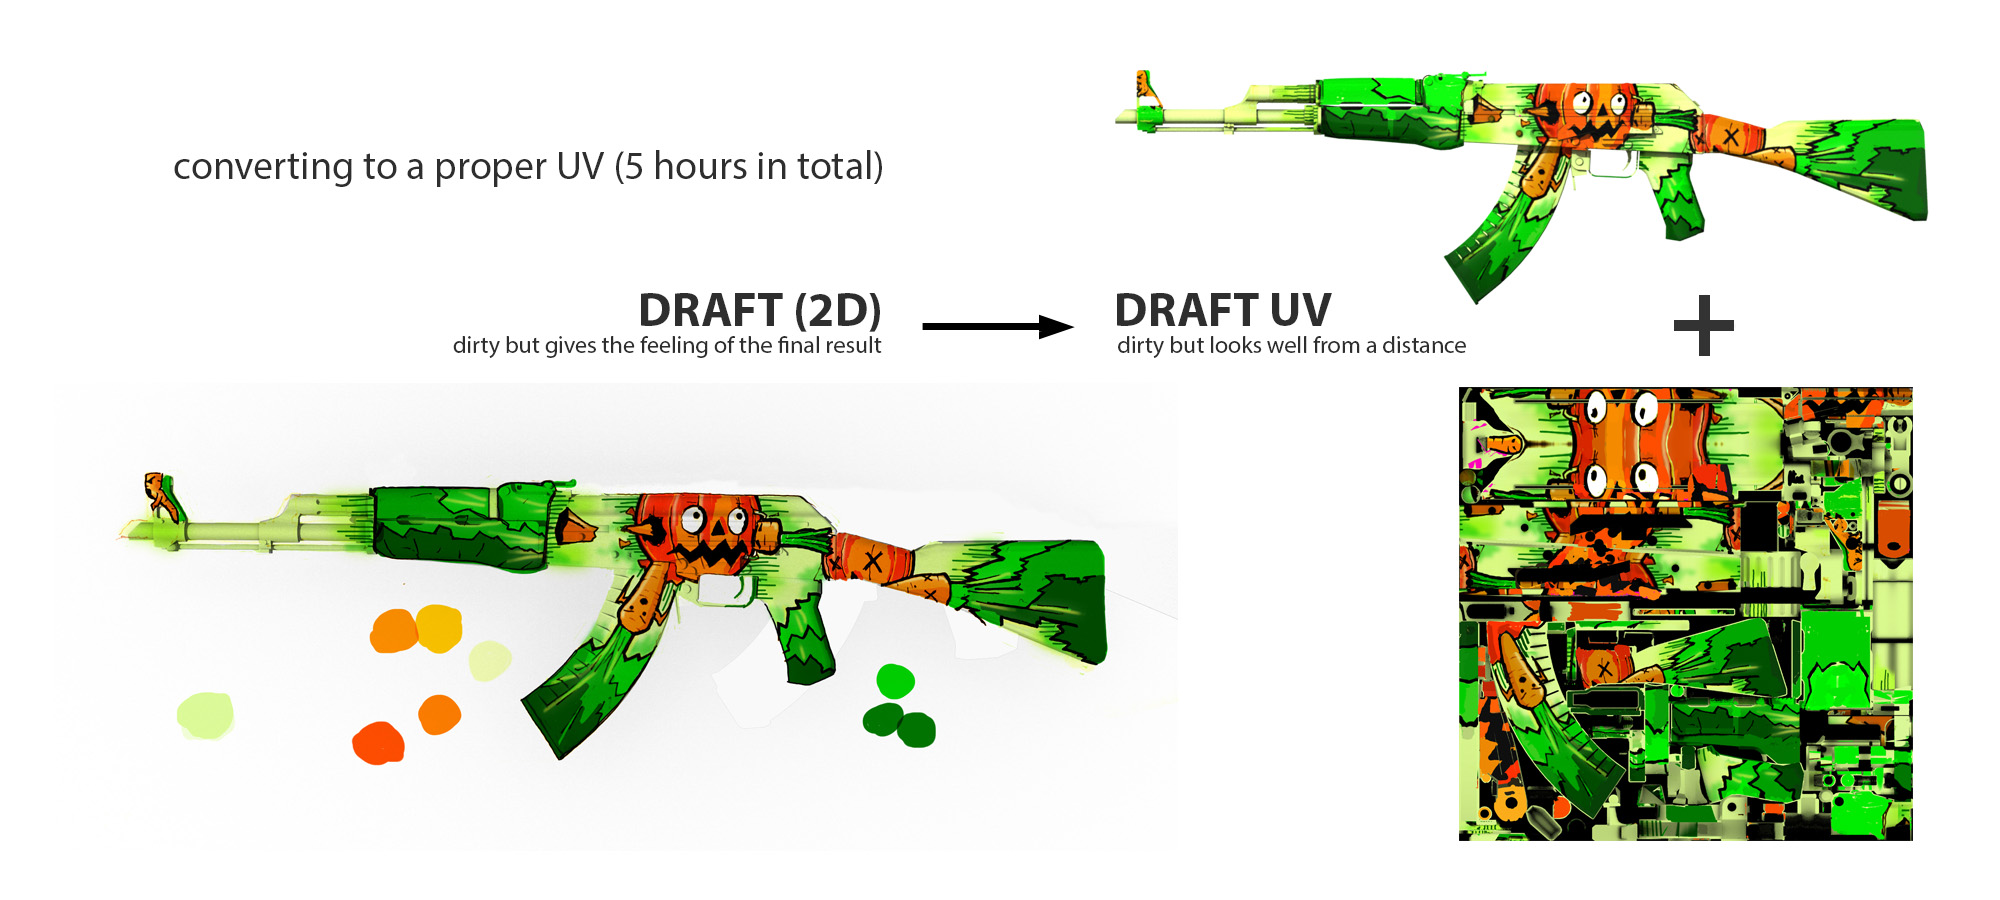 converting to a proper UV (5 hours in total)
DRAFT (2D)
dirty but gives the feeling of the final result
DRAFT UV
dirty but looks well from a distance